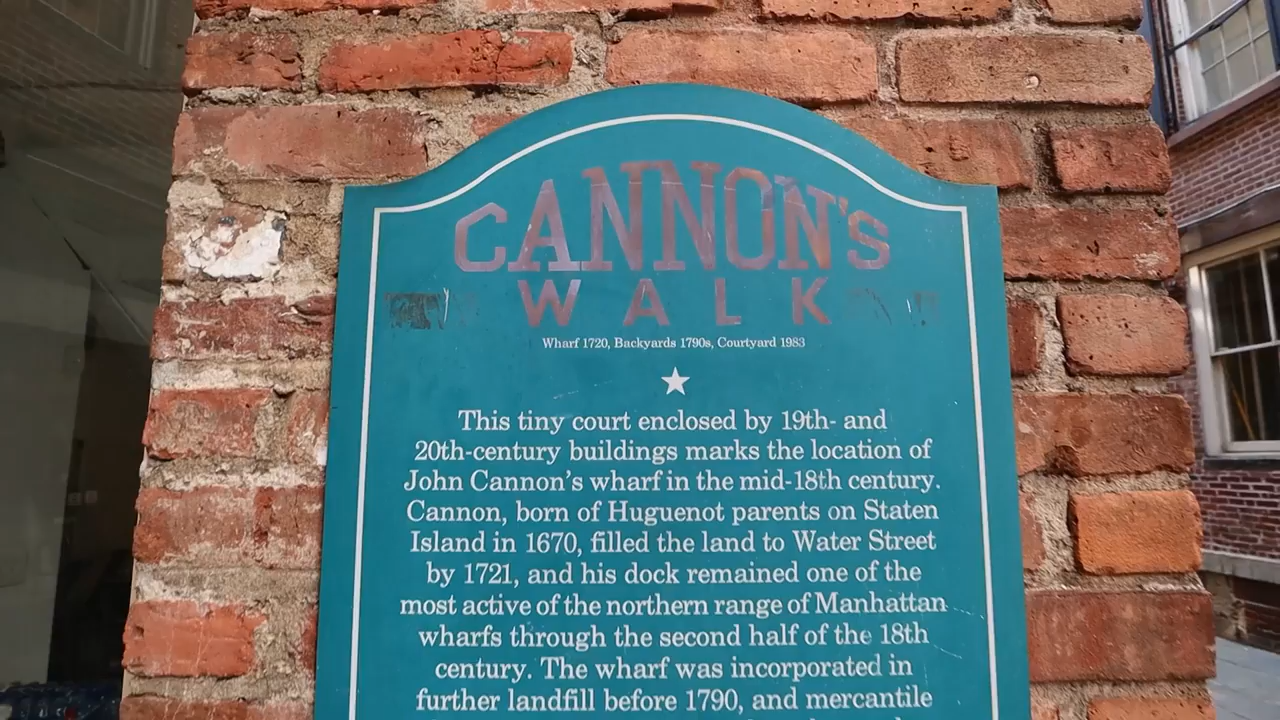 CANNON's
WALK
Wharf 1720, Backyards 1790s, Courtyard 1983
This tiny court enclosed by 19th- and
20th-century buildings marks the location of
John Cannon's wharf in the mid-18th century.
Cannon, born of Huguenot parents on Staten
Island in 1670, filled the land to Water Street
by 1721, and his dock remained one of the
most active of the northern range of Manhattan
wharfs through the second half of the 18th
century. The wharf was incorporated in
further landfill before 1790, and mercantile